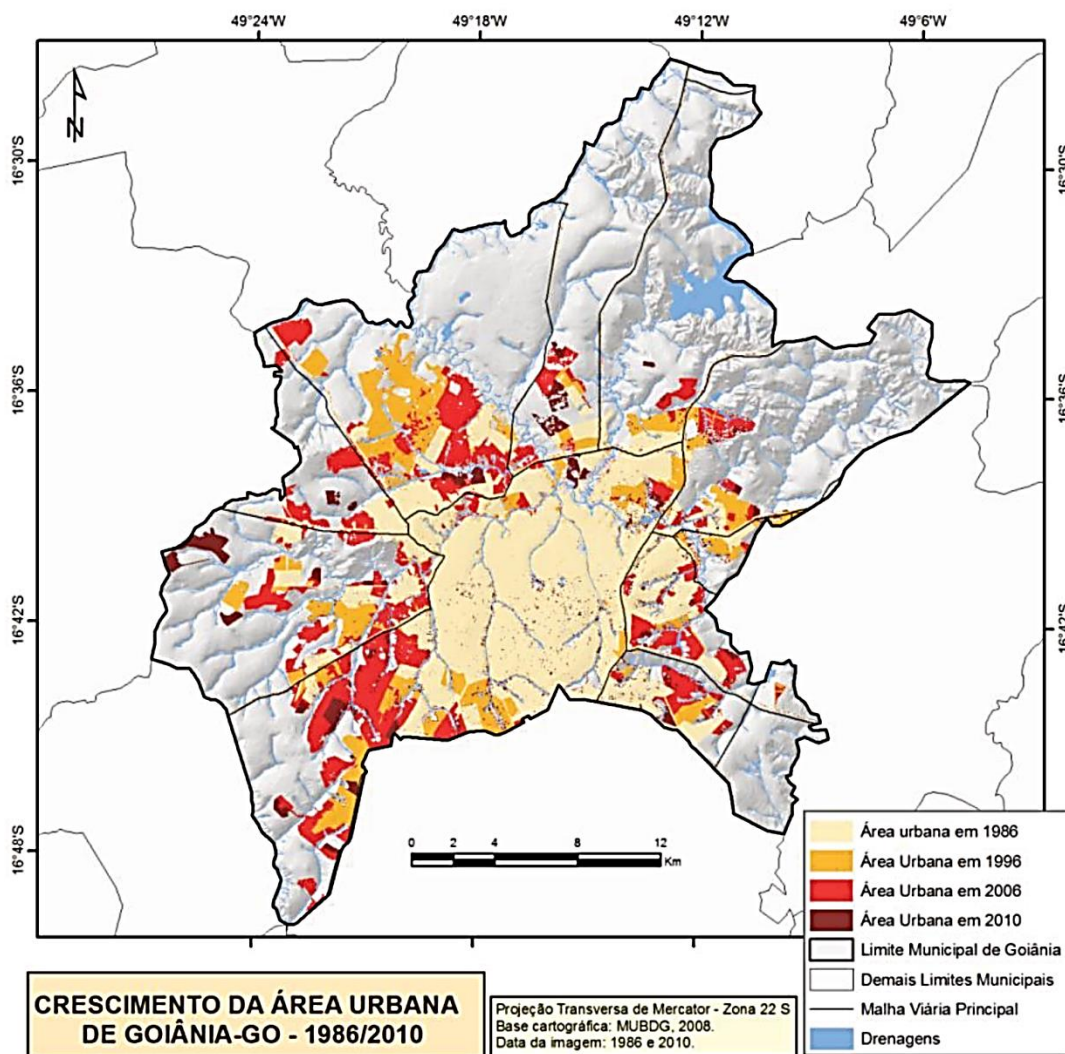 49°24'W
49°18'W
49°12'W
49°6'W
N
16°30'S
16°30'S
16°36'S
16°36'S
16°42'S
16°42'S
16°48'S
0 2 4 8 12
Km
Área urbana em 1986
Área Urbana em 1996
Área Urbana em 2006
Área Urbana em 2010
Limite Municipal de Goiânia
Demais Limites Municipais
Malha Viária Principal
Drenagens
CRESCIMENTO DA ÁREA URBANA
DE GOIÂNIA-GO - 1986/2010
Projeção Transversa de Mercator - Zona 22 S
Base cartográfica: MUBDG, 2008.
Data da imagem: 1986 e 2010.